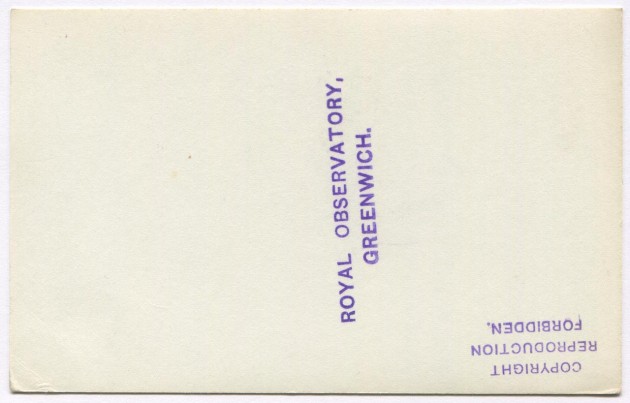 ROYAL OBSERVATORY,
GREENWICH.
COPYRIGHT
REPRODUCTION
FORBIDDEN.